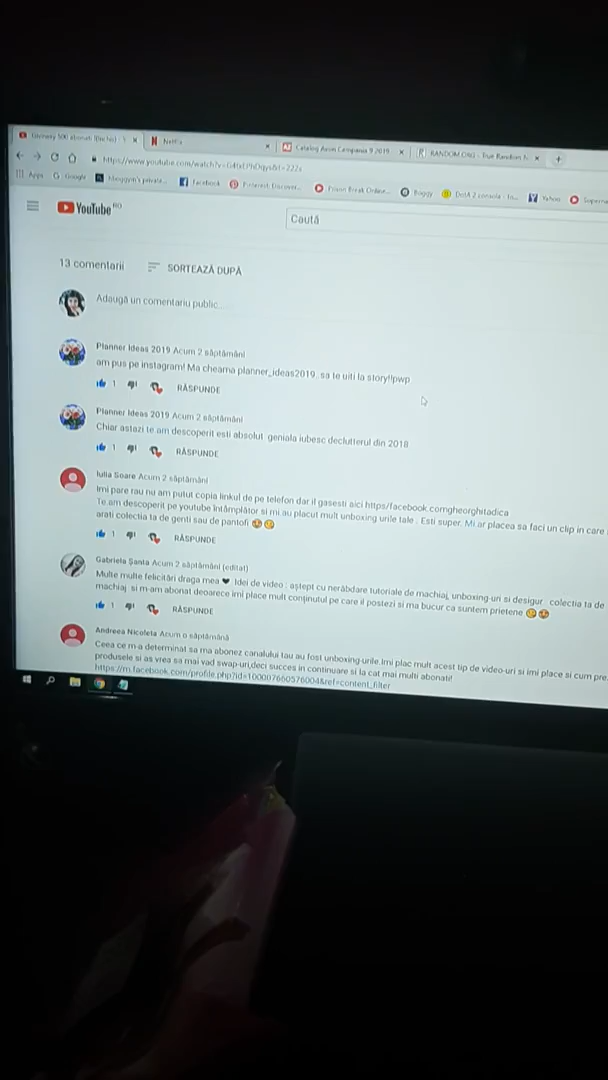 Giveaway 500 abonati
Netflix
Catalog Avon Campania 9 2019
RANDOM.ORG - True Random N
https://www.youtube.com/watch?v=
Apps
Google
Facebook
Pinterest: Discover...
Prison Break Online...
Buggy
Yahoo
YouTube RO
Caută
13 comentarii
SORTEAZĂ DUPĂ
Adaugă un comentariu public...
Planner Ideas 2019 Acum 2 săptămâni
am pus pe instagram! Ma cheama planner_ideas2019.. sa te uiti la story!!pwp
1 RĂSPUNDE
Planner Ideas 2019 Acum 2 săptămâni
Chiar astazi te am descoperit esti absolut geniala iubesc declutterul din 2018
1 RĂSPUNDE
Iulia Soare Acum 2 săptămâni
Imi pare rau nu am putut copia linkul de pe telefon dar il gasesti aici https/facebook.comgheorghitadica
Te am descoperit pe youtube întâmplător si mi au placut mult unboxing urile tale . Esti super. Mi ar placea sa faci un clip in care
arati colectia ta de genti sau de pantofi
1 RĂSPUNDE
Gabriela Șanta Acum 2 săptămâni (editat)
Multe multe felicitări draga mea ❤ Idei de video : aștept cu nerăbdare tutoriale de machiaj, unboxing-uri si desigur , colectia ta de
machiaj si m-am abonat deoarece imi place mult conținutul pe care il postezi si ma bucur ca suntem prietene
1 RĂSPUNDE
Andreea Nicoleta Acum o săptămână
Ceea ce m-a determinat sa ma abonez canalului tau au fost unboxing-urile.Imi plac mult acest tip de video-uri si imi place si cum pre
produsele si as vrea sa mai vad swap-uri,deci succes in continuare si la cat mai multi abonati!
https://m.facebook.com/profile.php?id=100007660576004&ref=content_filter